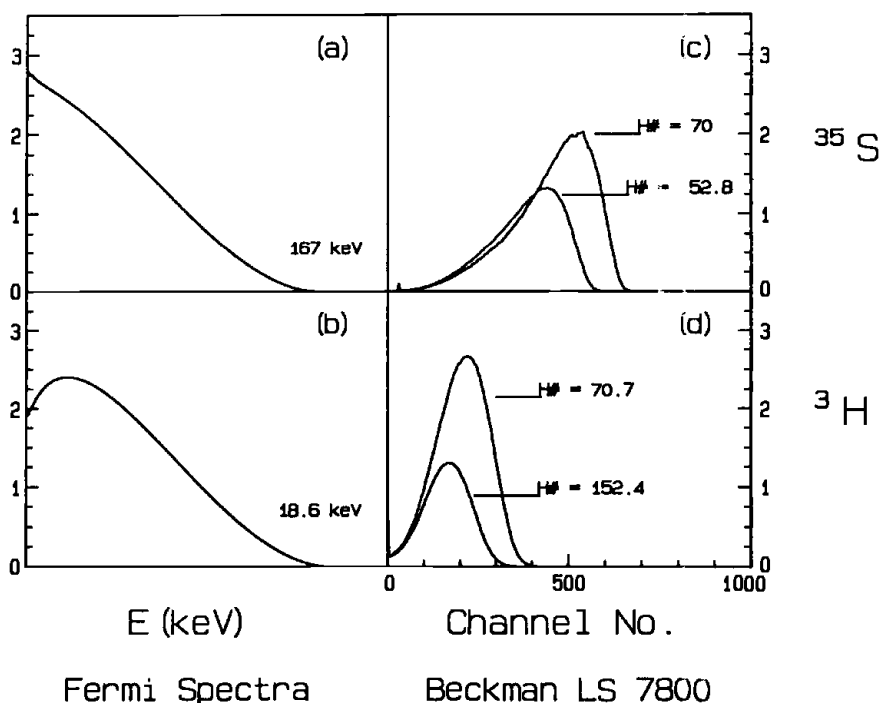 (a)
(c)
3
2
1
0
167 keV
H# = 70
H# = 52.8
3
2
1
0
35 S
(b)
(d)
3
2
1
0
18.6 keV
H# = 70.7
H# = 152.4
3
2
1
0
3 H
0 500 1000
E (keV) Channel No.
Fermi Spectra Beckman LS 7800